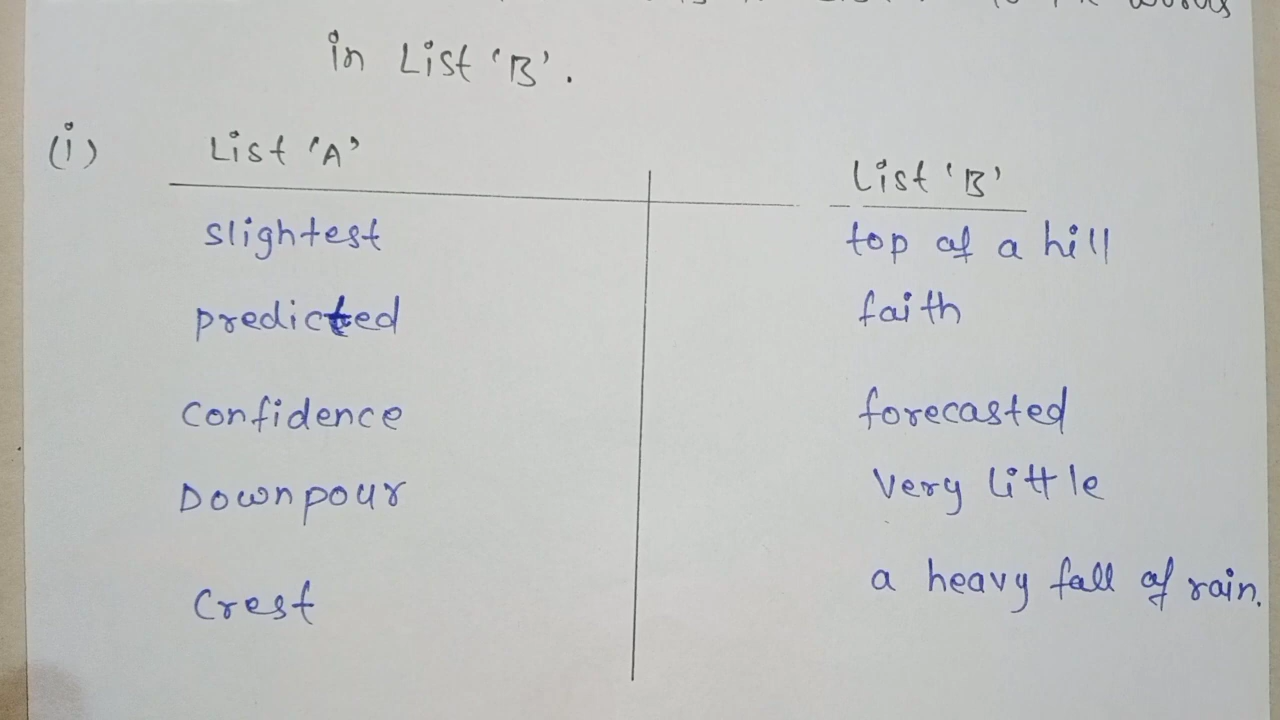 words
in List 'B'.
(i) List 'A' List 'B'
slightest top of a hill
predicted faith
confidence forecasted
Downpour Very little
Crest a heavy fall of rain.